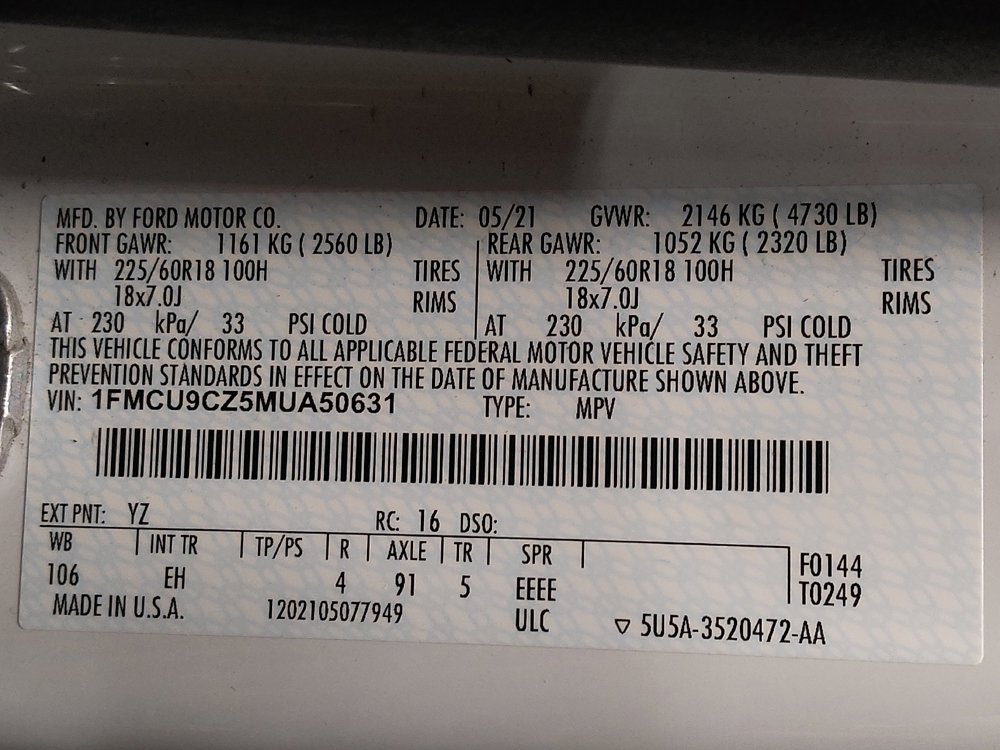 MFD. BY FORD MOTOR CO. DATE: 05/21 GVWR: 2146 KG ( 4730 LB)
FRONT GAWR: 1161 KG ( 2560 LB) REAR GAWR: 1052 KG ( 2320 LB)
WITH 225/60R18 100H TIRES WITH 225/60R18 100H TIRES
18x7.0J RIMS 18x7.0J RIMS
AT 230 kPa/ 33 PSI COLD AT 230 kPa/ 33 PSI COLD
THIS VEHICLE CONFORMS TO ALL APPLICABLE FEDERAL MOTOR VEHICLE SAFETY AND THEFT
PREVENTION STANDARDS IN EFFECT ON THE DATE OF MANUFACTURE SHOWN ABOVE.
VIN: 1FMCU9CZ5MUA50631 TYPE: MPV
EXT PNT: YZ RC: 16 DSO:
WB INT TR TP/PS R AXLE TR SPR F0144
106 EH 4 91 5 EEEE T0249
MADE IN U.S.A. 1202105077949 ULC ▽ 5U5A-3520472-AA